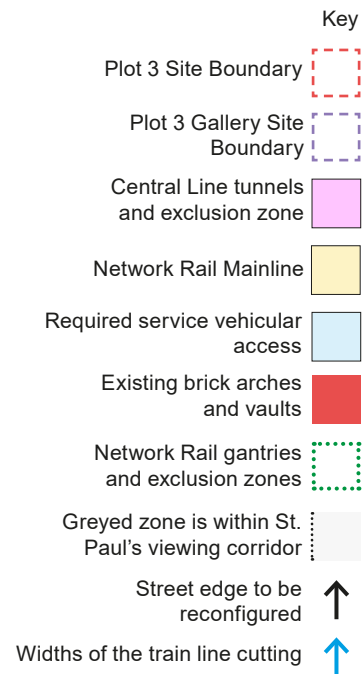 Key
Plot 3 Site Boundary
Plot 3 Gallery Site
Boundary
Central Line tunnels
and exclusion zone
Network Rail Mainline
Required service vehicular
access
Existing brick arches
and vaults
Network Rail gantries
and exclusion zones
Greyed zone is within St.
Paul’s viewing corridor
Street edge to be
reconfigured
Widths of the train line cutting